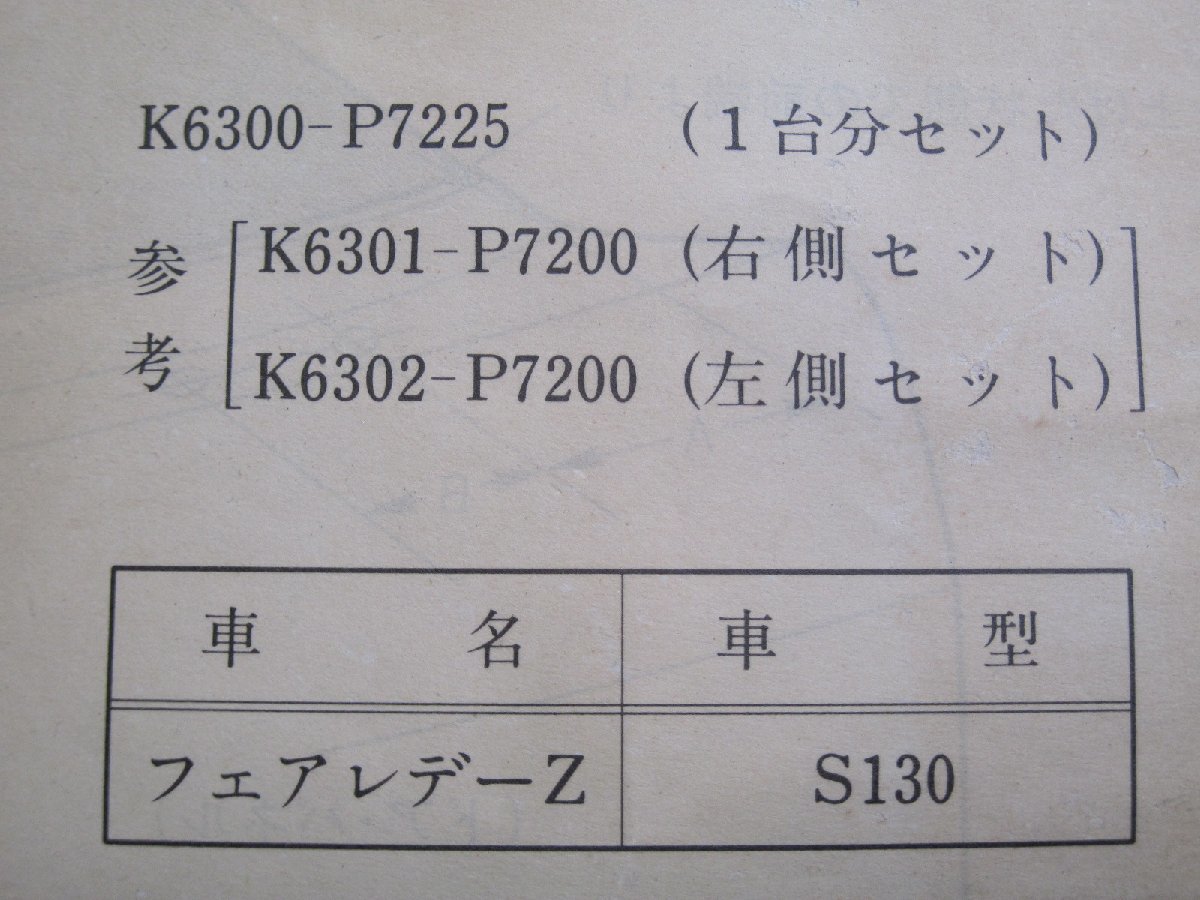 K6300-P7225 (1台分セット)
参考
K6301-P7200 (右側セット)
K6302-P7200 (左側セット)
車名 車型
フェアレデーZ S130